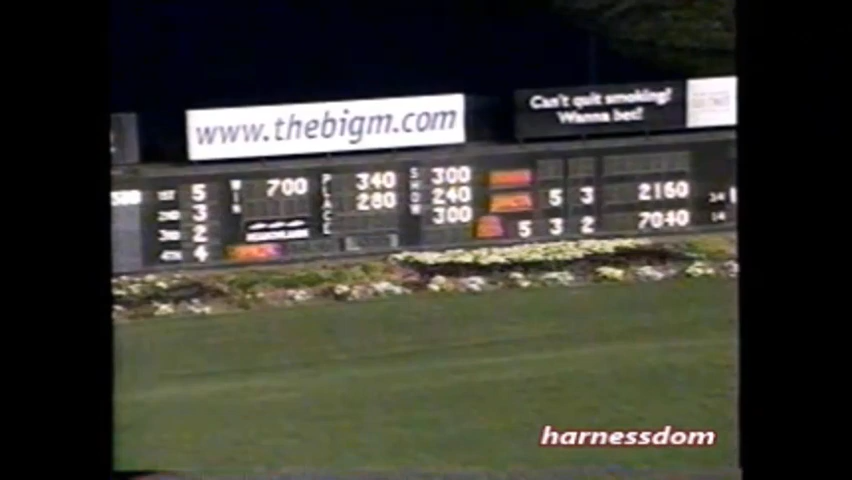 www.thebigm.com
Can't quit smoking!
Wanna bet!
1ST 5 WIN 700 PLACE 340 SHOW 300
2ND 3 280 240 5 3 2160
3RD 2 300 5 3 2 7040
4TH 4
harnessdom